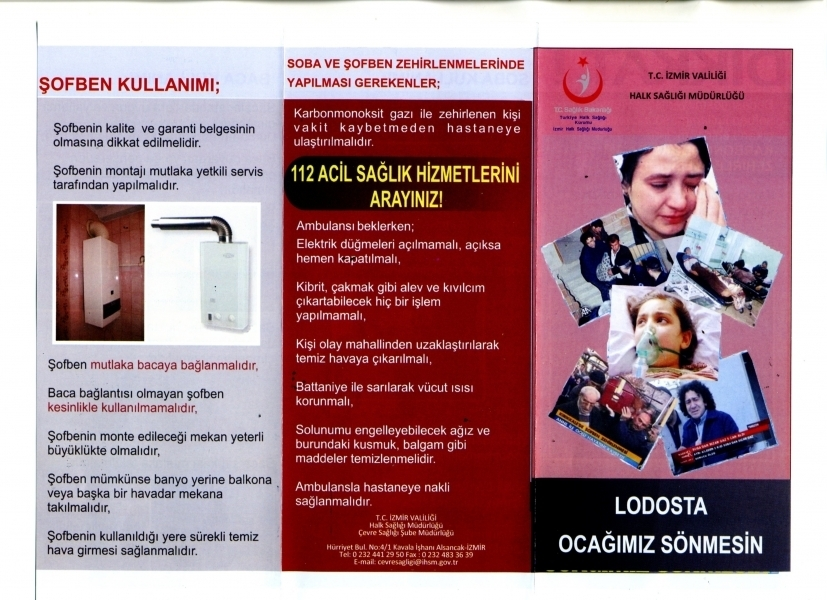 ŞOFBEN KULLANIMI;
Şofbenin kalite ve garanti belgesinin
olmasına dikkat edilmelidir.
Şofbenin montajı mutlaka yetkili servis
tarafından yapılmalıdır.
Şofben mutlaka bacaya bağlanmalıdır,
Baca bağlantısı olmayan şofben
kesinlikle kullanılmamalıdır,
Şofbenin monte edileceği mekan yeterli
büyüklükte olmalıdır,
Şofben mümkünse banyo yerine balkona
veya başka bir havadar mekana
takılmalıdır,
Şofbenin kullanıldığı yere sürekli temiz
hava girmesi sağlanmalıdır.
SOBA VE ŞOFBEN ZEHİRLENMELERİNDE
YAPILMASI GEREKENLER;
Karbonmonoksit gazı ile zehirlenen kişi
vakit kaybetmeden hastaneye
ulaştırılmalıdır.
112 ACİL SAĞLIK HİZMETLERİNİ
ARAYINIZ!
Ambulansı beklerken;
Elektrik düğmeleri açılmamalı, açıksa
hemen kapatılmalı,
Kibrit, çakmak gibi alev ve kıvılcım
çıkartabilecek hiç bir işlem
yapılmamalı,
Kişi olay mahallinden uzaklaştırılarak
temiz havaya çıkarılmalı,
Battaniye ile sarılarak vücut ısısı
korunmalı,
Solunumu engelleyebilecek ağız ve
burundaki kusmuk, balgam gibi
maddeler temizlenmelidir.
Ambulansla hastaneye nakli
sağlanmalıdır.
T.C. İZMİR VALİLİĞİ
Halk Sağlığı Müdürlüğü
Çevre Sağlığı Şube Müdürlüğü
Hürriyet Bul. No:4/1 Kavala İşhanı Alsancak-İZMİR
Tel: 0 232 441 29 50 Fax : 0 232 483 36 39
E-mail: cevresagligi@ihsm.gov.tr
T.C. İZMİR VALİLİĞİ
HALK SAĞLIĞI MÜDÜRLÜĞÜ
T.C. Sağlık Bakanlığı
Türkiye Halk Sağlığı
Kurumu
İzmir Halk Sağlığı Müdürlüğü
LODOSTA
OCAĞIMIZ SÖNMESİN